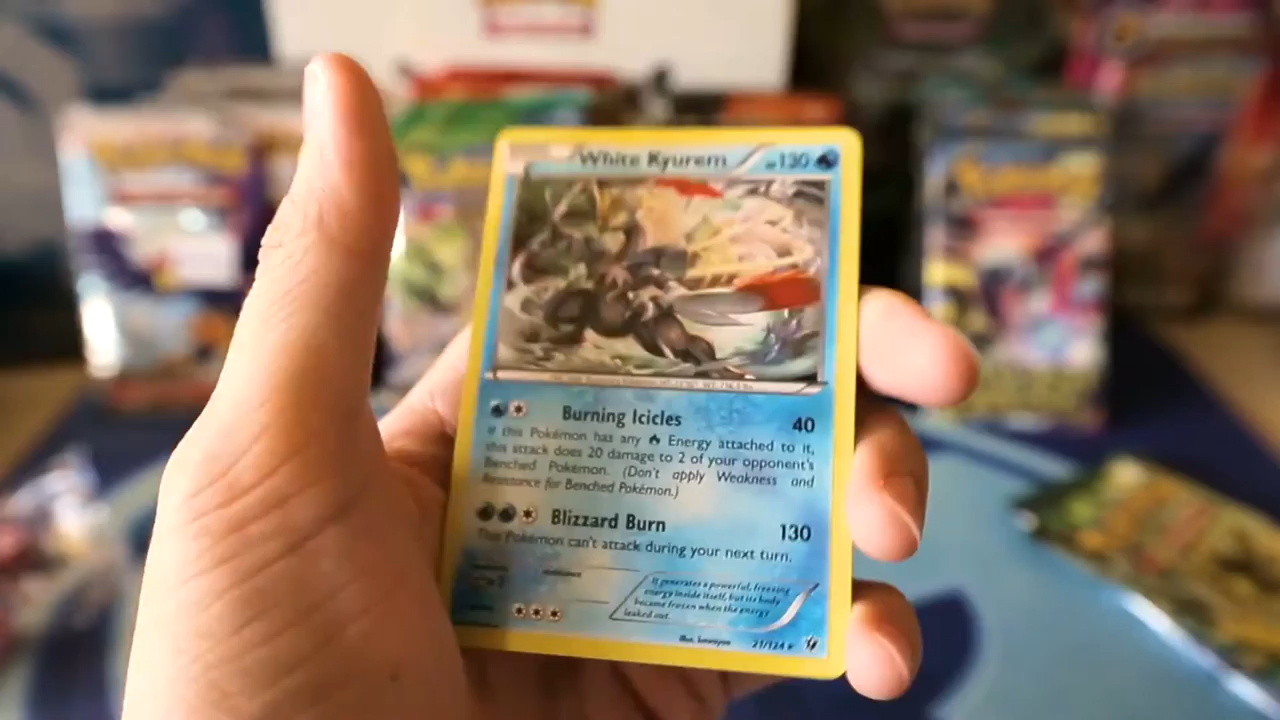 White Kyurem
HP130
Burning Icicles
40
If this Pokémon has any Energy attached to it,
this attack does 20 damage to 2 of your opponent's
Benched Pokémon. (Don't apply Weakness and
Resistance for Benched Pokémon.)
Blizzard Burn
130
This Pokémon can't attack during your next turn.
resistance
It generates a powerful, freezing
energy inside itself, but its body
became frozen when the energy
leaked out.
Illus.
21/124